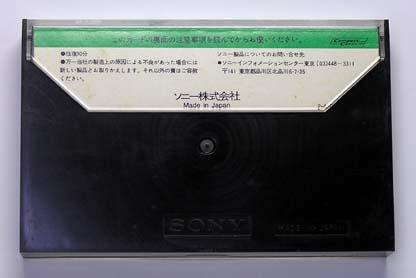 このカードの裏面の注意事項を読んでからお使いください。
●往復90分
●万一当社の製造上の原因による不良があった場合には
新しい製品とお取りかえします。それ以外の責はご容赦
ください。
ソニー製品についてのお問い合せ先
●ソニーインフォメーションセンター東京 (03)448-3311
〒141 東京都品川区北品川6-7-35
ソニー株式会社
Made in Japan
SONY
MADE IN JAPAN